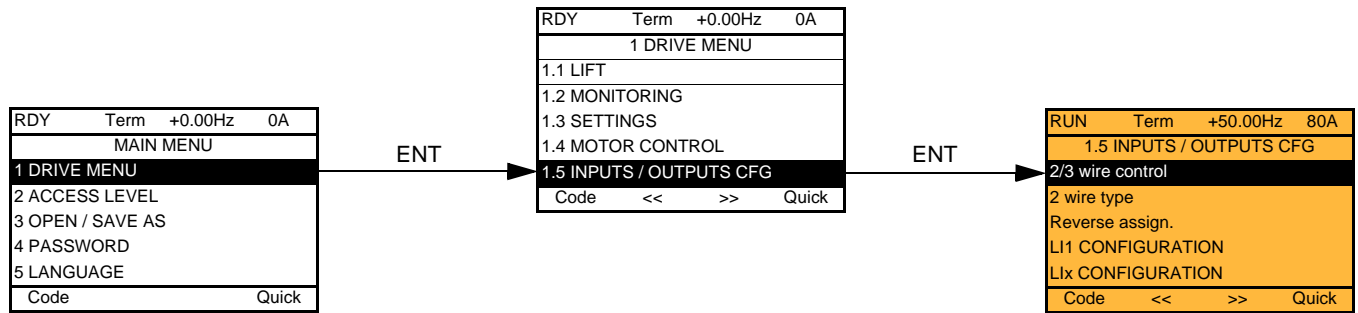 RDY Term +0.00Hz 0A
MAIN MENU
1 DRIVE MENU
2 ACCESS LEVEL
3 OPEN / SAVE AS
4 PASSWORD
5 LANGUAGE
Code Quick
ENT
RDY Term +0.00Hz 0A
1 DRIVE MENU
1.1 LIFT
1.2 MONITORING
1.3 SETTINGS
1.4 MOTOR CONTROL
1.5 INPUTS / OUTPUTS CFG
Code << >> Quick
ENT
RUN Term +50.00Hz 80A
1.5 INPUTS / OUTPUTS CFG
2/3 wire control
2 wire type
Reverse assign.
LI1 CONFIGURATION
LIx CONFIGURATION
Code << >> Quick